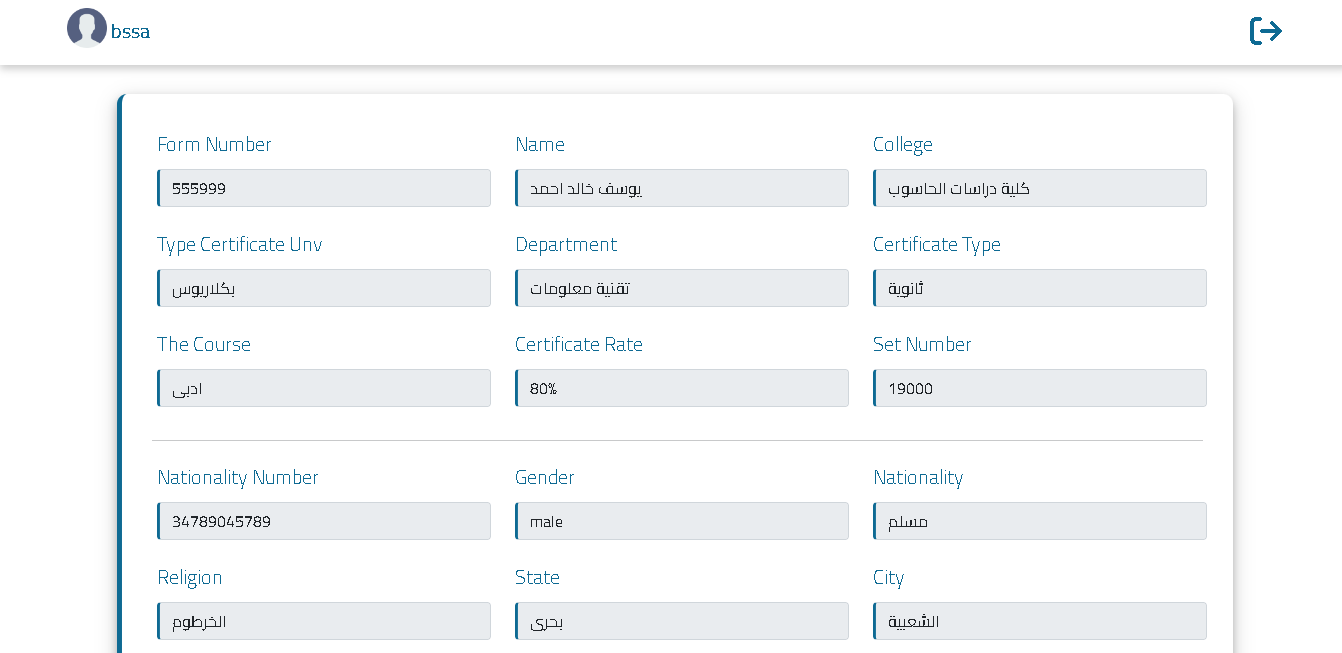 bssa
Form Number Name College
555999 يوسف خالد احمد كلية دراسات الحاسوب
Type Certificate Unv Department Certificate Type
بكلاريوس تقنية معلومات ثانوية
The Course Certificate Rate Set Number
ادبى 80% 19000
Nationality Number Gender Nationality
34789045789 male مسلم
Religion State City
الخرطوم بحرى الشعبية